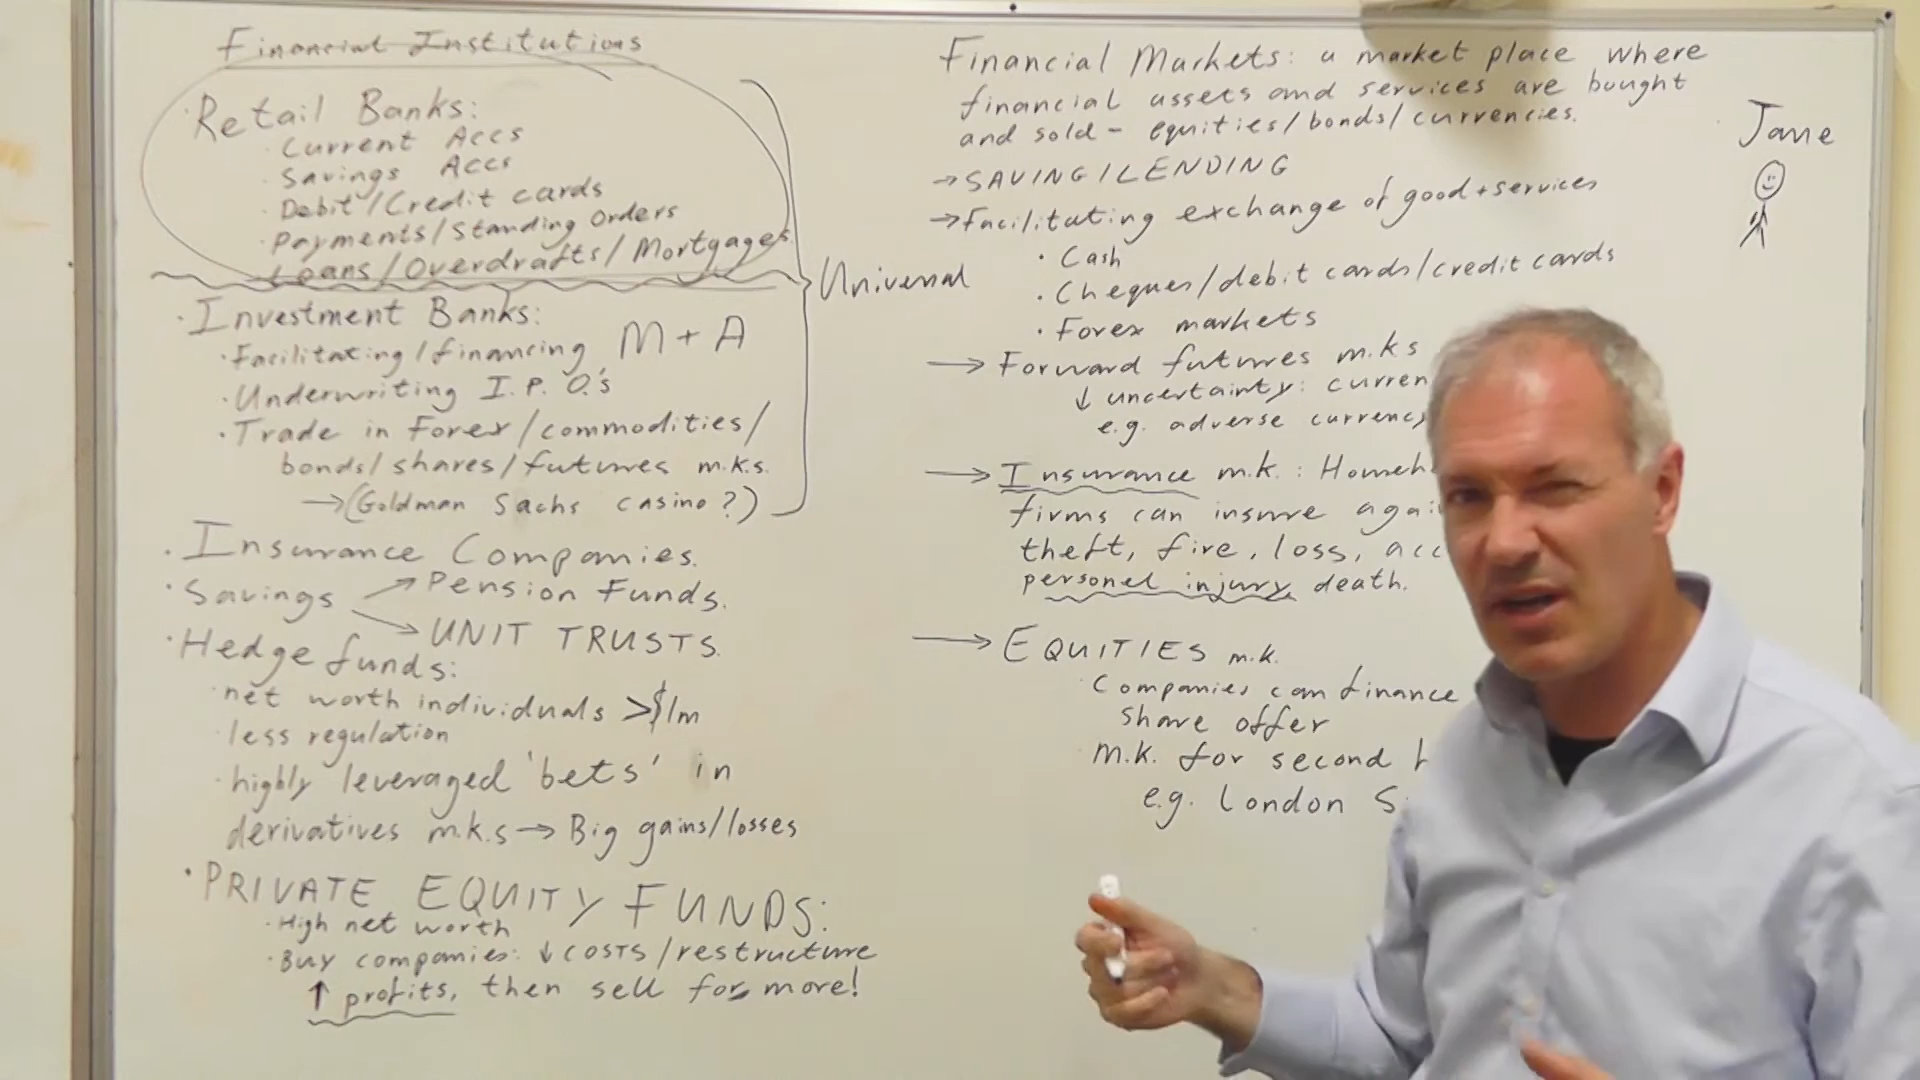 Financial Institutions
· Retail Banks:
· Current Accs
· Savings Accs
· Debit/Credit cards
· Payments/Standing Orders
Loans/Overdrafts/Mortgages
Universal
· Investment Banks:
· Facilitating/financing M + A
· Underwriting I.P.O.'s
· Trade in Forex/commodities/
bonds/shares/futures m.k.s.
→ (Goldman Sachs casino?)
· Insurance Companies.
· Savings → Pension Funds.
→ UNIT TRUSTS.
· Hedge funds:
· net worth individuals >$1m
· less regulation
· highly leveraged 'bets' in
derivatives m.k.s → Big gains/losses
· PRIVATE EQUITY FUNDS:
· High net worth
· Buy companies: ↓ costs/restructure
↑ profits, then sell for more!
Financial Markets: a market place where
financial assets and services are bought
and sold - equities/bonds/currencies.
→ SAVING/LENDING
→ Facilitating exchange of good + services
· Cash
· Cheques/debit cards/credit cards
· Forex markets
→ Forward futures m.k.s
↓ uncertainty: curren
e.g. adverse currency
→ Insurance m.k.: Househ
firms can insure agai
theft, fire, loss, acc
personel injury, death.
→ EQUITIES m.k.
Companies can finance
share offer
m.k. for second h
e.g. London S
Jane